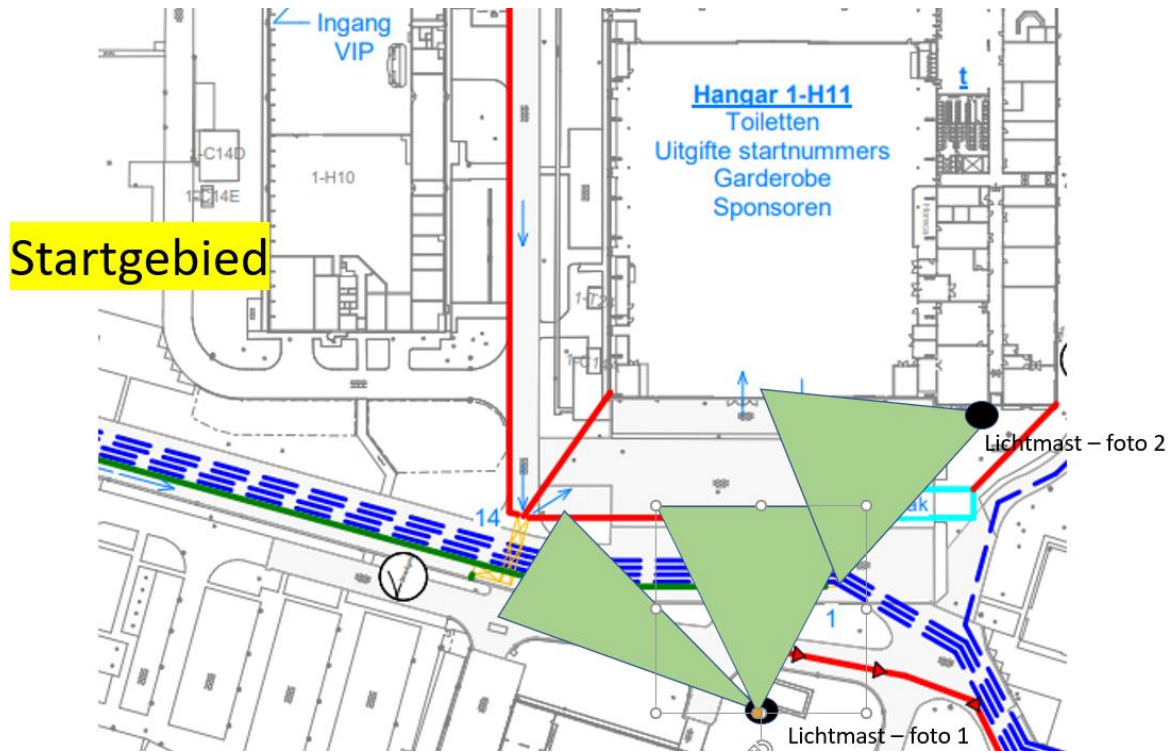 Ingang
VIP
Hangar 1-H11
Toiletten
Uitgifte startnummers
Garderobe
Sponsoren
t
-C14D
1-C14E
1-H10
Startgebied
Lichtmast – foto 2
14
1
Lichtmast – foto 1